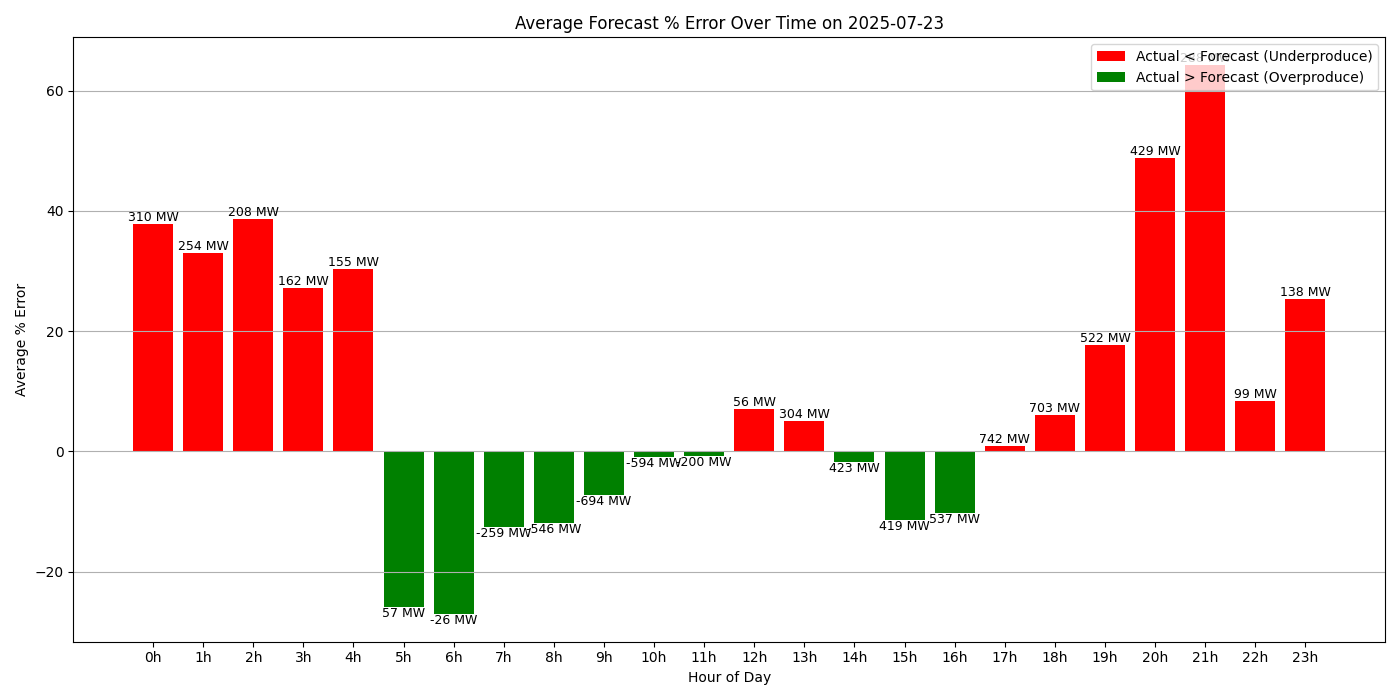 Average Forecast % Error Over Time on 2025-07-23
Actual < Forecast (Underproduce)
Actual > Forecast (Overproduce)
Average % Error
60
40
20
0
−20
310 MW
254 MW
208 MW
162 MW
155 MW
57 MW
-26 MW
-259 MW
-546 MW
-694 MW
-594 MW
-200 MW
56 MW
304 MW
423 MW
419 MW
537 MW
742 MW
703 MW
522 MW
429 MW
99 MW
138 MW
0h 1h 2h 3h 4h 5h 6h 7h 8h 9h 10h 11h 12h 13h 14h 15h 16h 17h 18h 19h 20h 21h 22h 23h
Hour of Day